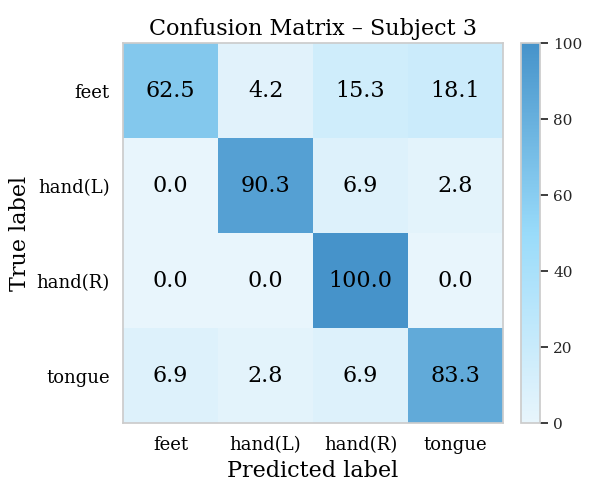 Confusion Matrix – Subject 3
True label
feet 62.5 4.2 15.3 18.1
hand(L) 0.0 90.3 6.9 2.8
hand(R) 0.0 0.0 100.0 0.0
tongue 6.9 2.8 6.9 83.3
feet hand(L) hand(R) tongue
Predicted label
100
80
60
40
20
0